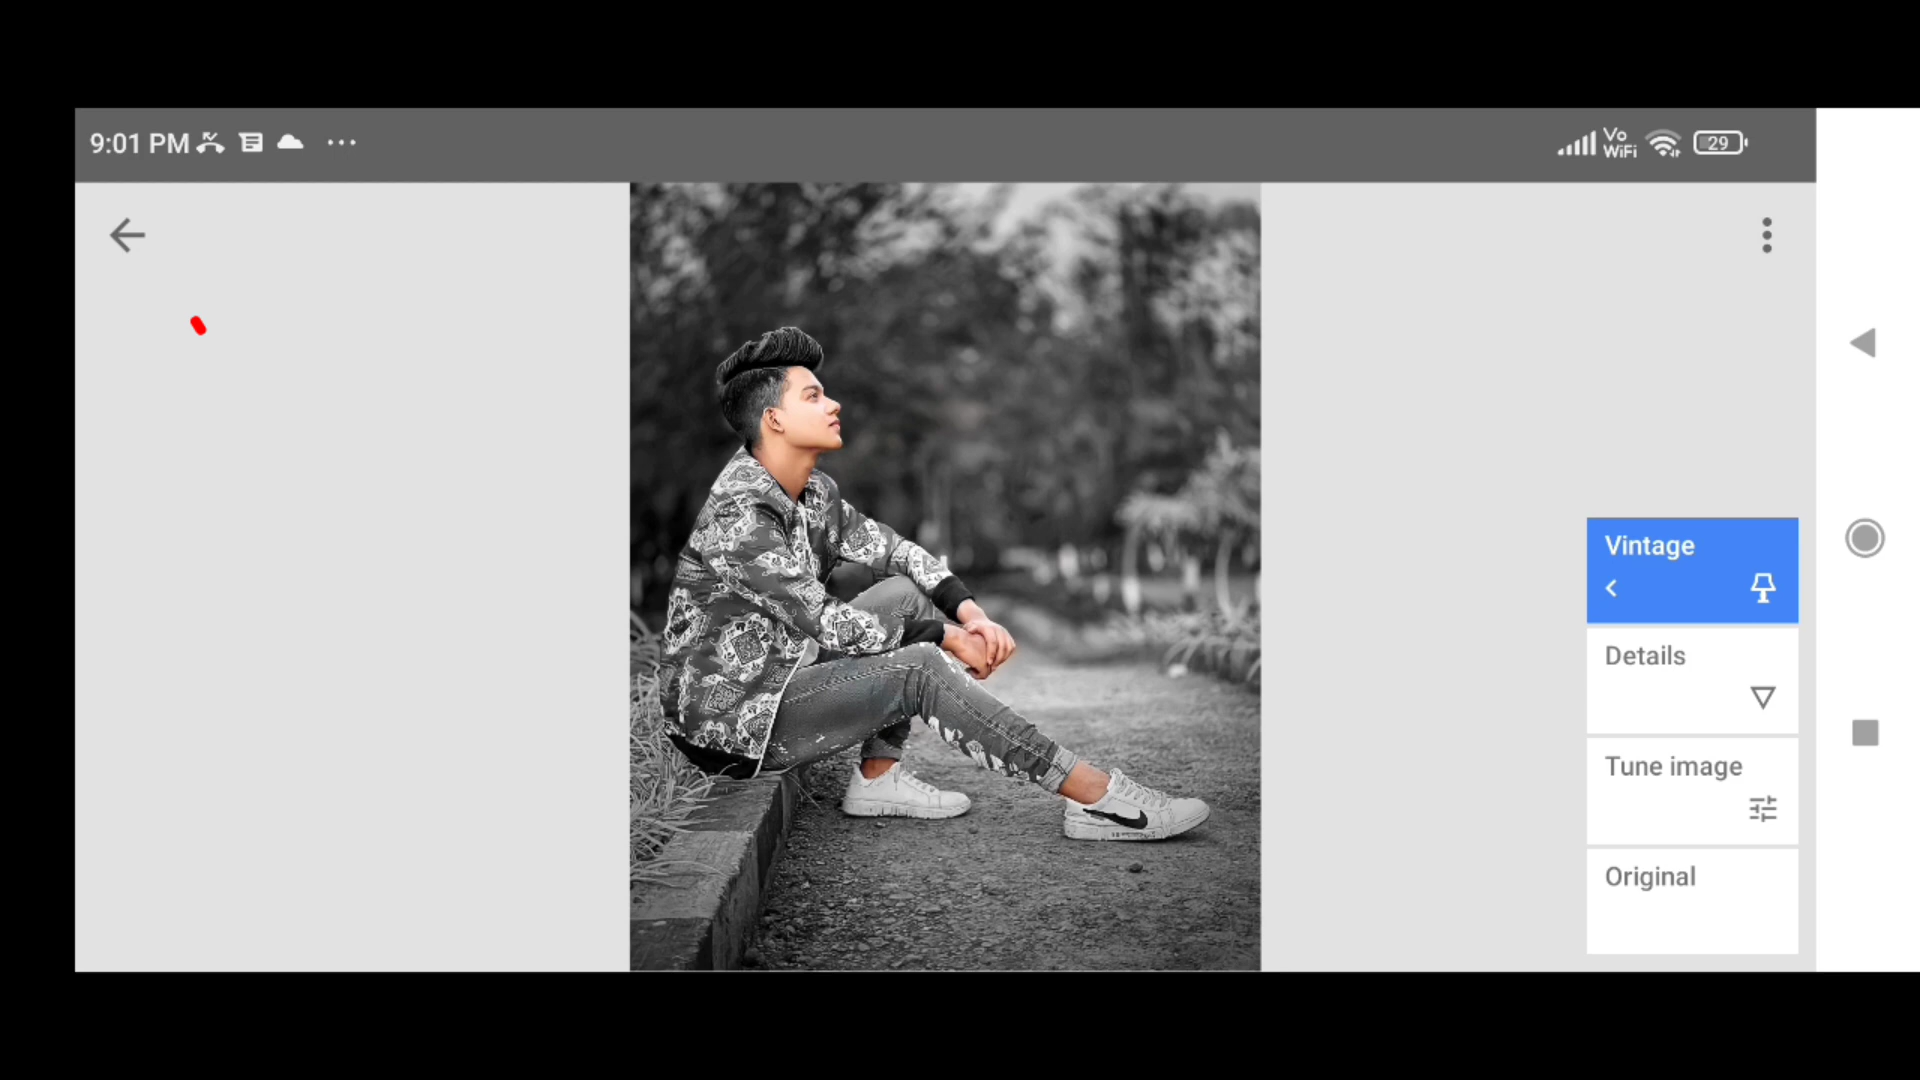 9:01 PM
Vo
WiFi
29
Vintage
Details
Tune image
Original